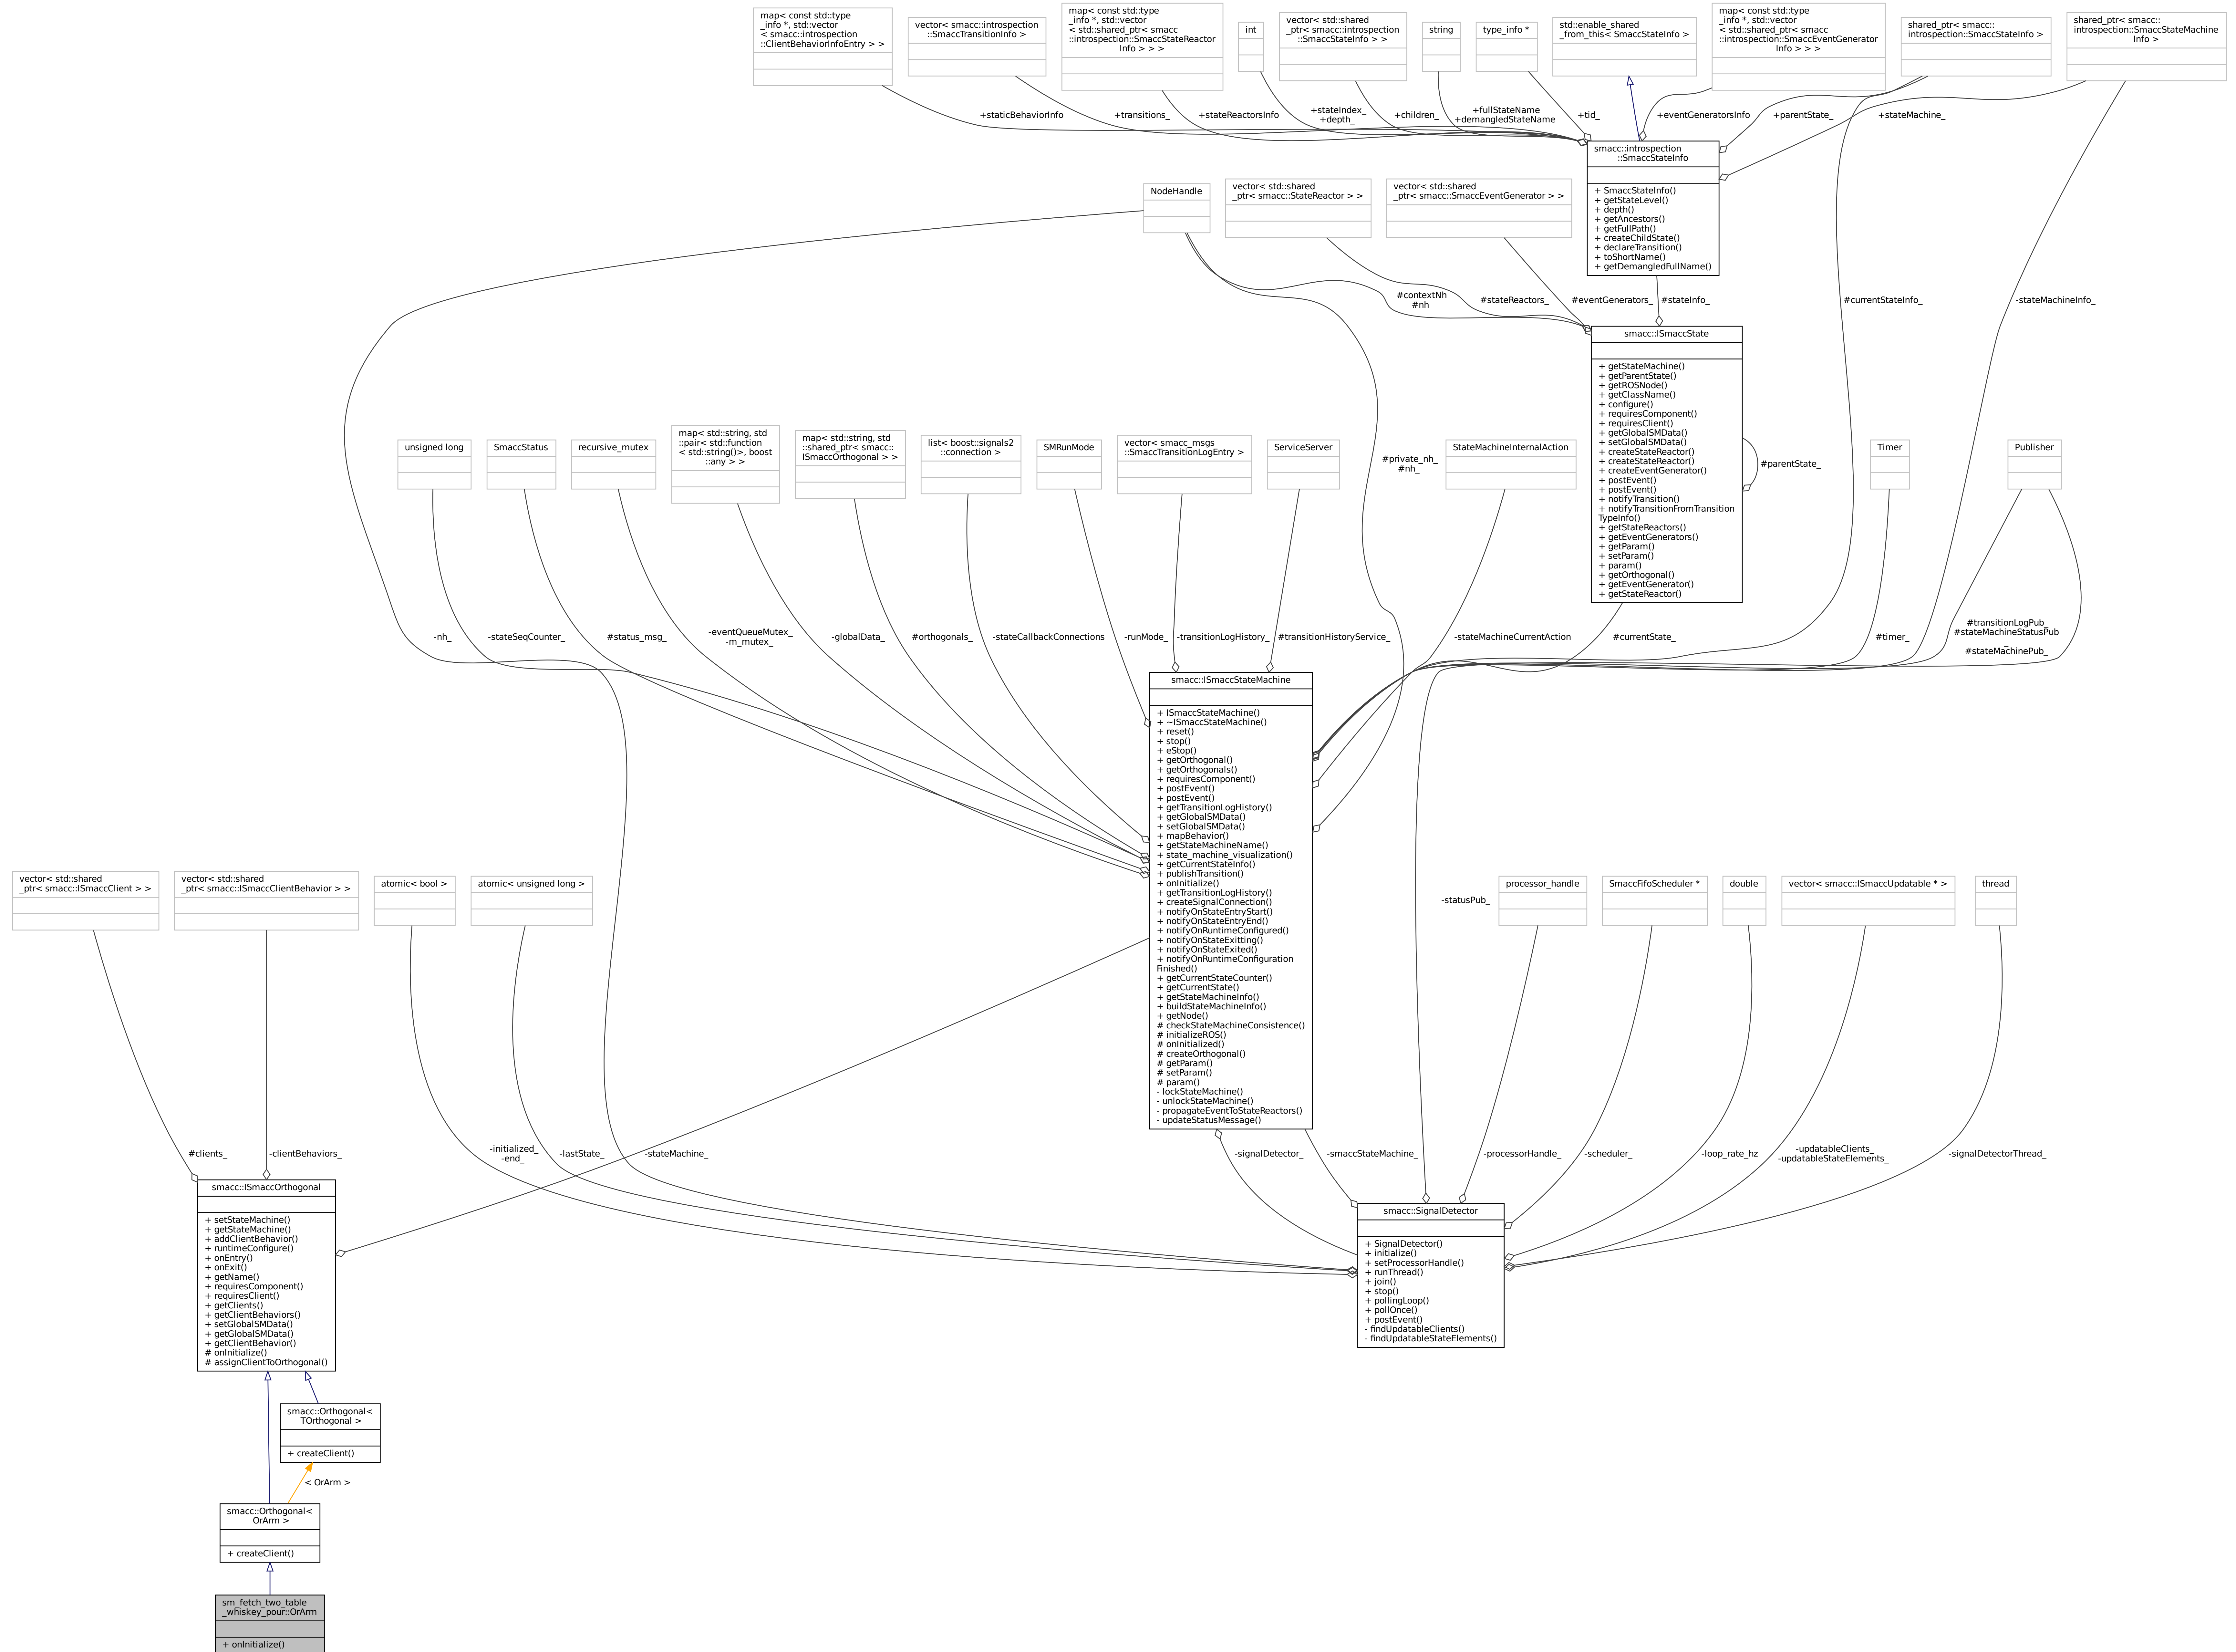 map< const std::type
_info *, std::vector
< smacc::introspection
::ClientBehaviorInfoEntry > >
vector< smacc::introspection
::SmaccTransitionInfo >
map< const std::type
_info *, std::vector
< std::shared_ptr< smacc
::introspection::SmaccStateReactor
Info > > >
int
vector< std::shared
_ptr< smacc::introspection
::SmaccStateInfo > >
string
type_info *
std::enable_shared
_from_this< SmaccStateInfo >
map< const std::type
_info *, std::vector
< std::shared_ptr< smacc
::introspection::SmaccEventGenerator
Info > > >
shared_ptr< smacc::
introspection::SmaccStateInfo >
shared_ptr< smacc::
introspection::SmaccStateMachine
Info >
+staticBehaviorInfo
+transitions_
+stateReactorsInfo
+stateIndex_
+depth_
+children_
+fullStateName
+demangledStateName
+tid_
+eventGeneratorsInfo
+parentState_
+stateMachine_
smacc::introspection
::SmaccStateInfo
+ SmaccStateInfo()
+ getStateLevel()
+ depth()
+ getAncestors()
+ getFullPath()
+ createChildState()
+ declareTransition()
+ toShortName()
+ getDemangledFullName()
NodeHandle
vector< std::shared
_ptr< smacc::StateReactor > >
vector< std::shared
_ptr< smacc::SmaccEventGenerator > >
#contextNh
#nh
#stateReactors_
#eventGenerators_
#stateInfo_
#currentStateInfo_
-stateMachineInfo_
smacc::ISmaccState
+ getStateMachine()
+ getParentState()
+ getROSNode()
+ getClassName()
+ configure()
+ requiresComponent()
+ requiresClient()
+ getGlobalSMData()
+ setGlobalSMData()
+ createStateReactor()
+ createStateReactor()
+ createEventGenerator()
+ postEvent()
+ postEvent()
+ notifyTransition()
+ notifyTransitionFromTransition
TypeInfo()
+ getStateReactors()
+ getEventGenerators()
+ getParam()
+ setParam()
+ param()
+ getOrthogonal()
+ getEventGenerator()
+ getStateReactor()
#parentState_
unsigned long
SmaccStatus
recursive_mutex
map< std::string, std
::pair< std::function
< std::string()>, boost
::any > >
map< std::string, std
::shared_ptr< smacc::
ISmaccOrthogonal > >
list< boost::signals2
::connection >
SMRunMode
vector< smacc_msgs
::SmaccTransitionLogEntry >
ServiceServer
#private_nh_
#nh_
StateMachineInternalAction
Timer
Publisher
-nh_
-stateSeqCounter_
#status_msg_
-eventQueueMutex_
-m_mutex_
-globalData_
#orthogonals_
-stateCallbackConnections
-runMode_
-transitionLogHistory_
#transitionHistoryService_
-stateMachineCurrentAction
#currentState_
#timer_
#transitionLogPub_
#stateMachineStatusPub
_
#stateMachinePub_
smacc::ISmaccStateMachine
+ ISmaccStateMachine()
+ ~ISmaccStateMachine()
+ reset()
+ stop()
+ eStop()
+ getOrthogonal()
+ getOrthogonals()
+ requiresComponent()
+ postEvent()
+ postEvent()
+ getTransitionLogHistory()
+ getGlobalSMData()
+ setGlobalSMData()
+ mapBehavior()
+ getStateMachineName()
+ state_machine_visualization()
+ getCurrentStateInfo()
+ publishTransition()
+ onInitialize()
+ getTransitionLogHistory()
+ createSignalConnection()
+ notifyOnStateEntryStart()
+ notifyOnStateEntryEnd()
+ notifyOnRuntimeConfigured()
+ notifyOnStateExitting()
+ notifyOnStateExited()
+ notifyOnRuntimeConfiguration
Finished()
+ getCurrentStateCounter()
+ getCurrentState()
+ getStateMachineInfo()
+ buildStateMachineInfo()
+ getNode()
# checkStateMachineConsistence()
# initializeROS()
# onInitialized()
# createOrthogonal()
# getParam()
# setParam()
# param()
- lockStateMachine()
- unlockStateMachine()
- propagateEventToStateReactors()
- updateStatusMessage()
vector< std::shared
_ptr< smacc::ISmaccClient > >
vector< std::shared
_ptr< smacc::ISmaccClientBehavior > >
atomic< bool >
atomic< unsigned long >
-statusPub_
processor_handle
SmaccFifoScheduler *
double
vector< smacc::ISmaccUpdatable * >
thread
#clients_
-clientBehaviors_
-initialized_
-end_
-lastState_
-stateMachine_
-signalDetector_
-smaccStateMachine_
-processorHandle_
-scheduler_
-loop_rate_hz
-updatableClients_
-updatableStateElements_
-signalDetectorThread_
smacc::ISmaccOrthogonal
+ setStateMachine()
+ getStateMachine()
+ addClientBehavior()
+ runtimeConfigure()
+ onEntry()
+ onExit()
+ getName()
+ requiresComponent()
+ requiresClient()
+ getClients()
+ getClientBehaviors()
+ setGlobalSMData()
+ getGlobalSMData()
+ getClientBehavior()
# onInitialize()
# assignClientToOrthogonal()
smacc::SignalDetector
+ SignalDetector()
+ initialize()
+ setProcessorHandle()
+ runThread()
+ join()
+ stop()
+ pollingLoop()
+ pollOnce()
+ postEvent()
- findUpdatableClients()
- findUpdatableStateElements()
smacc::Orthogonal<
TOrthogonal >
+ createClient()
< OrArm >
smacc::Orthogonal<
OrArm >
+ createClient()
sm_fetch_two_table
_whiskey_pour::OrArm
+ onInitialize()